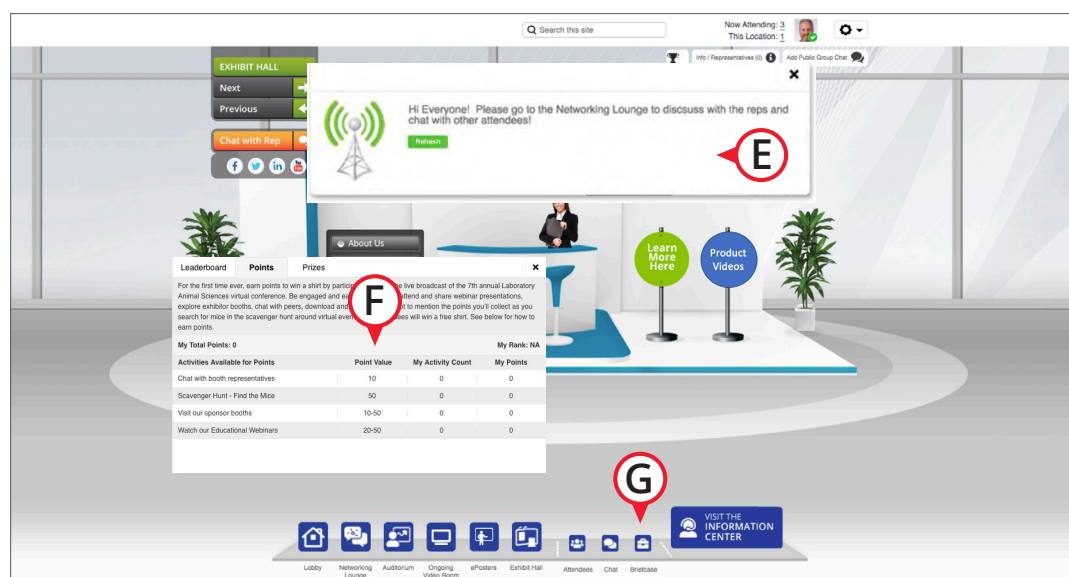 Search this site
Now Attending: 3
This Location: 1
EXHIBIT HALL
Next
Previous
Chat with Rep
Info / Representatives (0)
Add Public Group Chat
Hi Everyone! Please go to the Networking Lounge to discsuss with the reps and
chat with other attendees!
Refresh
E
About Us
Learn
More
Here
Product
Videos
Leaderboard Points Prizes
For the first time ever, earn points to win a shirt by partici he live broadcast of the 7th annual Laboratory
Animal Sciences virtual conference. Be engaged and ea ttend and share webinar presentations,
explore exhibitor booths, chat with peers, download and t to mention the points you'll collect as you
search for mice in the scavenger hunt around virtual even ees will win a free shirt. See below for how to
earn points.
F
My Total Points: 0 My Rank: NA
Activities Available for Points Point Value My Activity Count My Points
Chat with booth representatives 10 0 0
Scavenger Hunt - Find the Mice 50 0 0
Visit our sponsor booths 10-50 0 0
Watch our Educational Webinars 20-50 0 0
G
VISIT THE
INFORMATION
CENTER
Lobby
Networking
Lounge
Auditorium
Ongoing
Video Room
ePosters
Exhibit Hall
Attendees
Chat
Briefcase